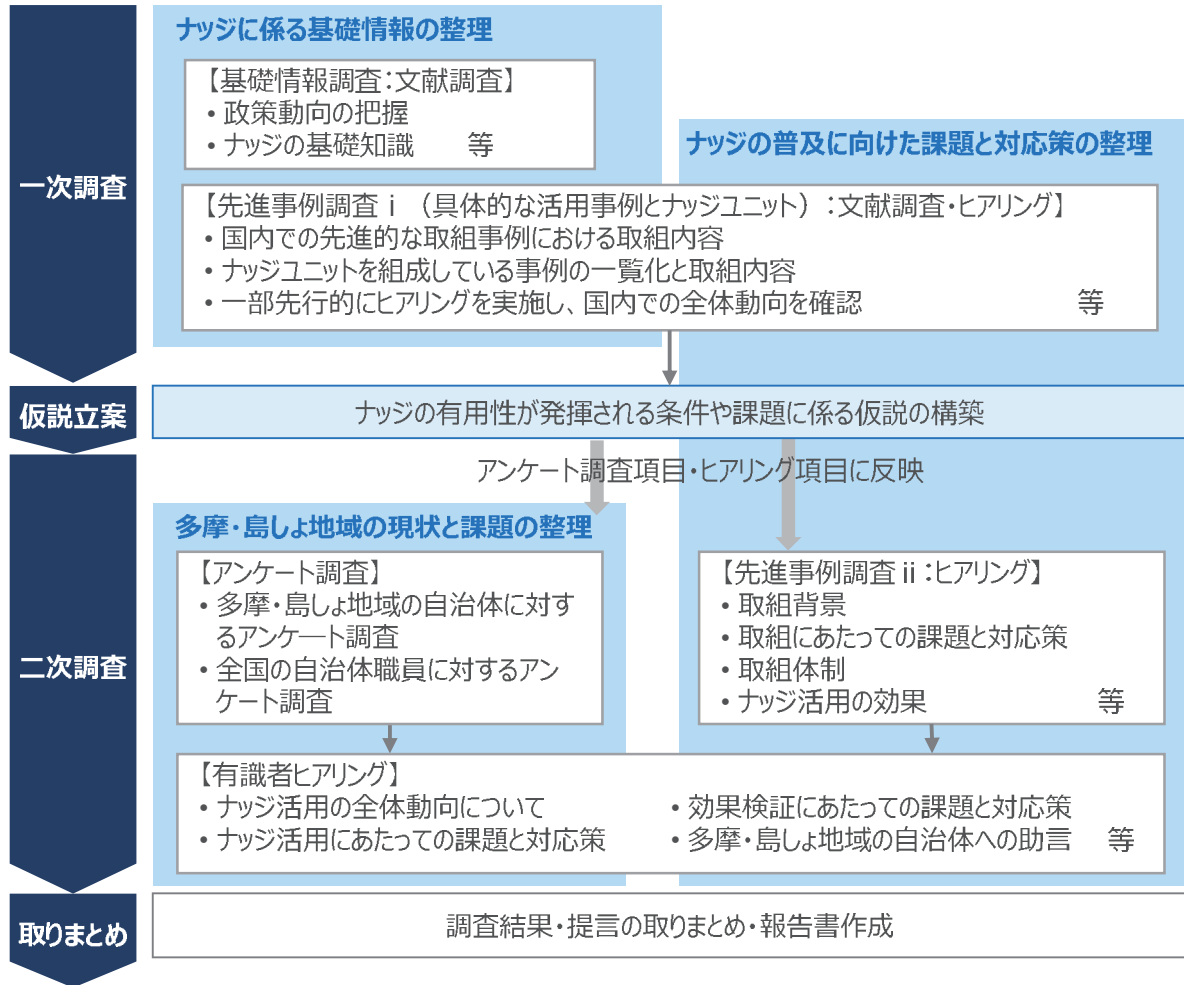 ナッジに係る基礎情報の整理
【基礎情報調査：文献調査】
・政策動向の把握
・ナッジの基礎知識　　等
ナッジの普及に向けた課題と対応策の整理
一次調査
【先進事例調査ⅰ（具体的な活用事例とナッジユニット）：文献調査・ヒアリング】
・国内での先進的な取組事例における取組内容
・ナッジユニットを組成している事例の一覧化と取組内容
・一部先行的にヒアリングを実施し、国内での全体動向を確認　　等
仮説立案
ナッジの有用性が発揮される条件や課題に係る仮説の構築
アンケート調査項目・ヒアリング項目に反映
二次調査
多摩・島しょ地域の現状と課題の整理
【アンケート調査】
・多摩・島しょ地域の自治体に対す
るアンケート調査
・全国の自治体職員に対するアン
ケート調査
【先進事例調査ⅱ：ヒアリング】
・取組背景
・取組にあたっての課題と対応策
・取組体制
・ナッジ活用の効果　　等
【有識者ヒアリング】
・ナッジ活用の全体動向について
・ナッジ活用にあたっての課題と対応策
・効果検証にあたっての課題と対応策
・多摩・島しょ地域の自治体への助言　等
取りまとめ
調査結果・提言の取りまとめ・報告書作成